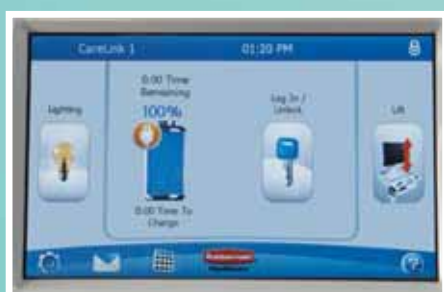 CareLink 1
01:20 PM
0:00 Time
Remaining
100%
Lighting
Log In /
Unlock
Lift
0:00 Time To
Charge
Rubbermaid